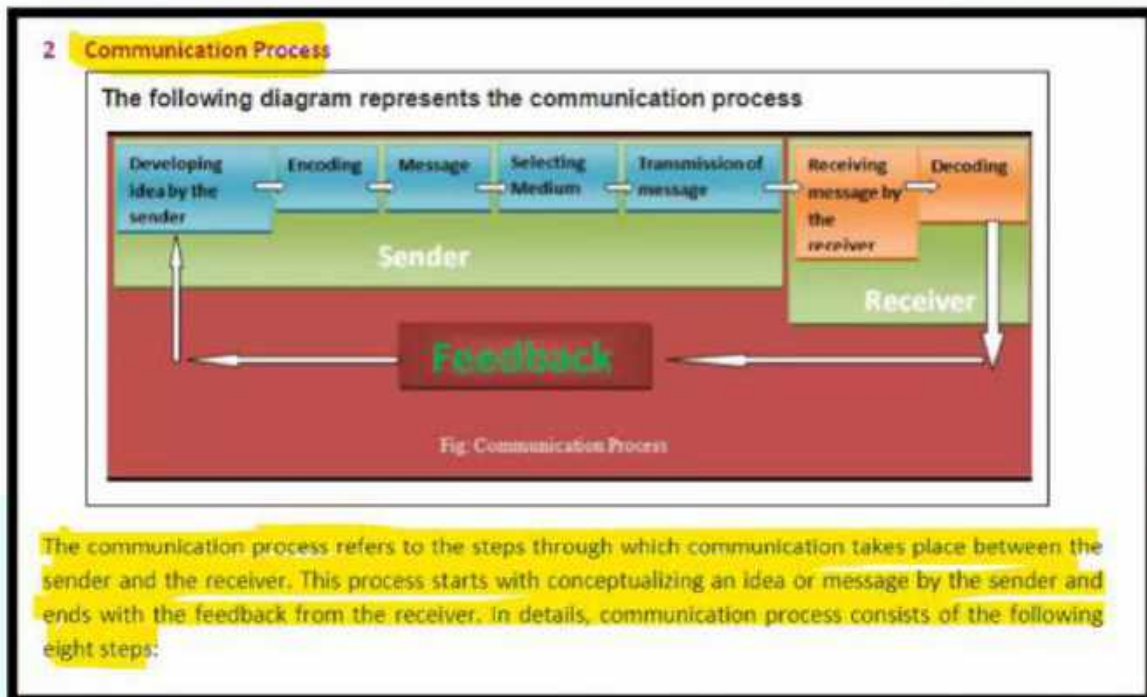 2 Communication Process
The following diagram represents the communication process
Developing
idea by the
sender
Encoding
Message
Selecting
Medium
Transmission of
message
Receiving
message by
the
receiver
Decoding
Sender
Receiver
Feedback
Fig: Communication Process
The communication process refers to the steps through which communication takes place between the
sender and the receiver. This process starts with conceptualizing an idea or message by the sender and
ends with the feedback from the receiver. In details, communication process consists of the following
eight steps: